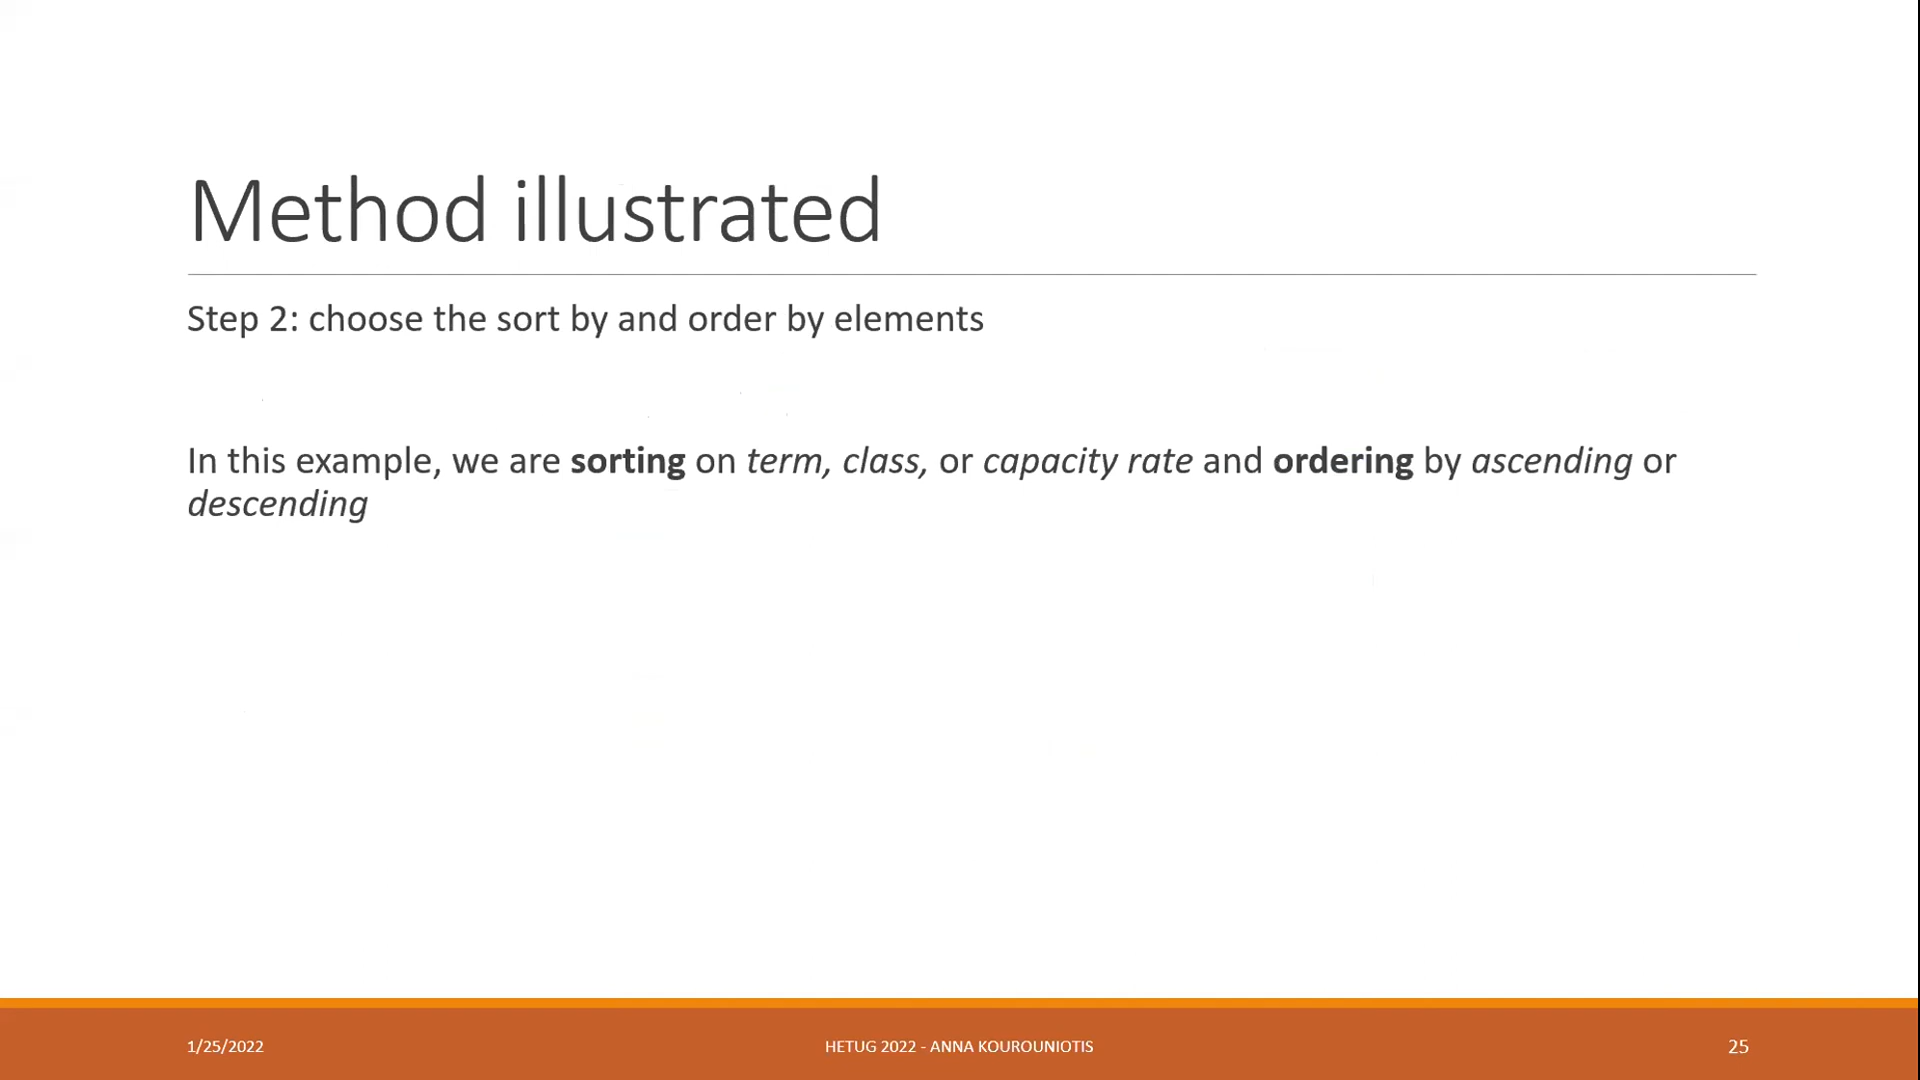 Method illustrated
Step 2: choose the sort by and order by elements
In this example, we are sorting on term, class, or capacity rate and ordering by ascending or
descending
1/25/2022
HETUG 2022 - ANNA KOUROUNIOTIS
25